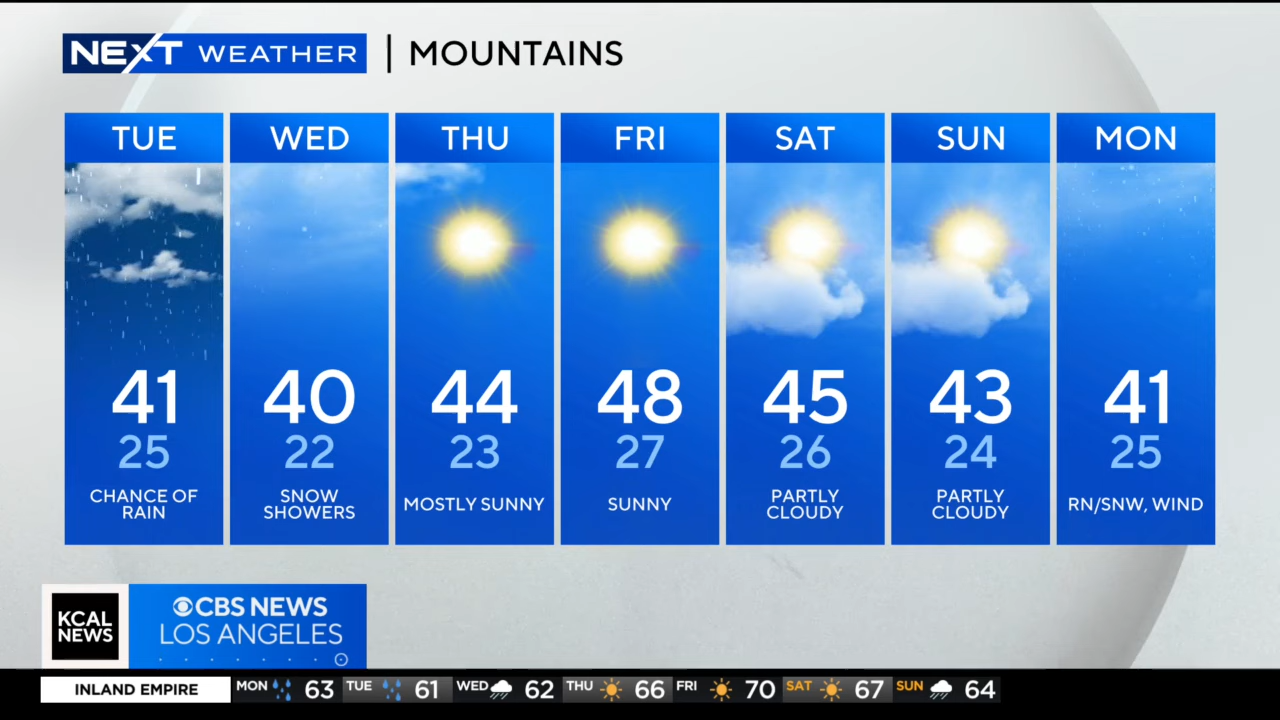 NEXT WEATHER | MOUNTAINS
TUE
41
25
CHANCE OF
RAIN
WED
40
22
SNOW
SHOWERS
THU
44
23
MOSTLY SUNNY
FRI
48
27
SUNNY
SAT
45
26
PARTLY
CLOUDY
SUN
43
24
PARTLY
CLOUDY
MON
41
25
RN/SNW, WIND
KCAL
NEWS
CBS NEWS
LOS ANGELES
INLAND EMPIRE MON 63 TUE 61 WED 62 THU 66 FRI 70 SAT 67 SUN 64